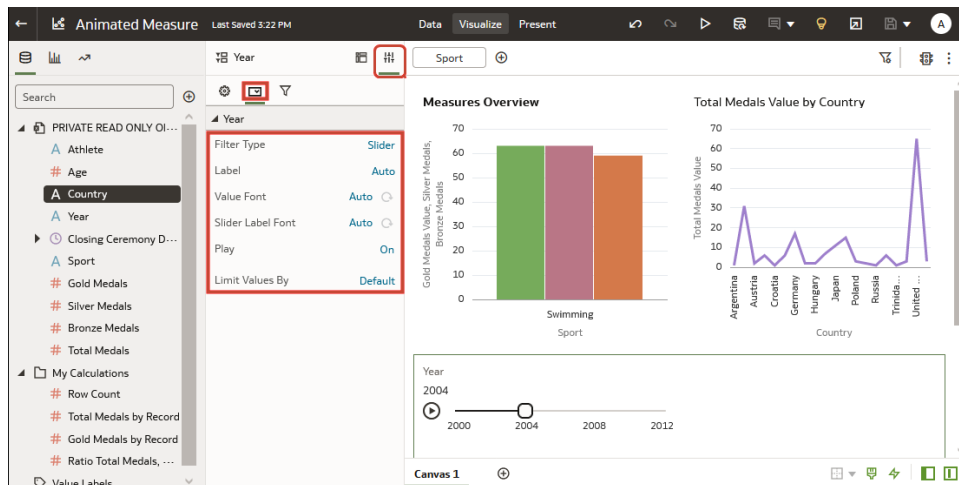 Animated Measure Last Saved 3:22 PM
Data Visualize Present
A
Search
PRIVATE READ ONLY Ol...
A Athlete
# Age
A Country
A Year
Closing Ceremony D...
A Sport
# Gold Medals
# Silver Medals
# Bronze Medals
# Total Medals
My Calculations
# Row Count
# Total Medals by Record
# Gold Medals by Record
# Ratio Total Medals, ...
Value Labels
Year
Year
Filter Type Slider
Label Auto
Value Font Auto
Slider Label Font Auto
Play On
Limit Values By Default
Sport
Measures Overview
Gold Medals Value, Silver Medals,
Bronze Medals
70
60
50
40
30
20
10
0
Swimming
Sport
Total Medals Value by Country
Total Medals Value
70
60
50
40
30
20
10
0
Argentina
Austria
Croatia
Germany
Hungary
Japan
Poland
Russia
Trinida...
United ...
Country
Year
2004
2000 2004 2008 2012
Canvas 1